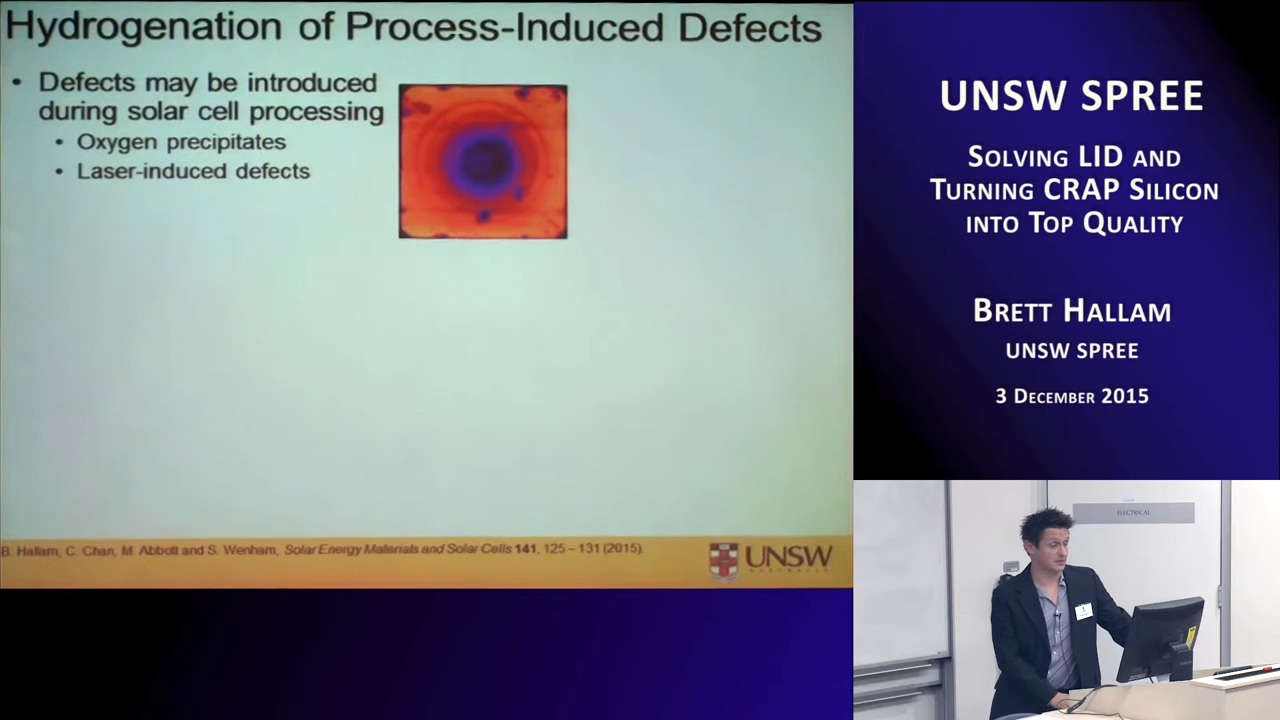 Hydrogenation of Process-Induced Defects
• Defects may be introduced
during solar cell processing
• Oxygen precipitates
• Laser-induced defects
B. Hallam, C. Chan, M. Abbott and S. Wenham, Solar Energy Materials and Solar Cells 141, 125 – 131 (2015).
UNSW
AUSTRALIA
UNSW SPREE
SOLVING LID AND
TURNING CRAP SILICON
INTO TOP QUALITY
BRETT HALLAM
UNSW SPREE
3 DECEMBER 2015
ELECTRICAL